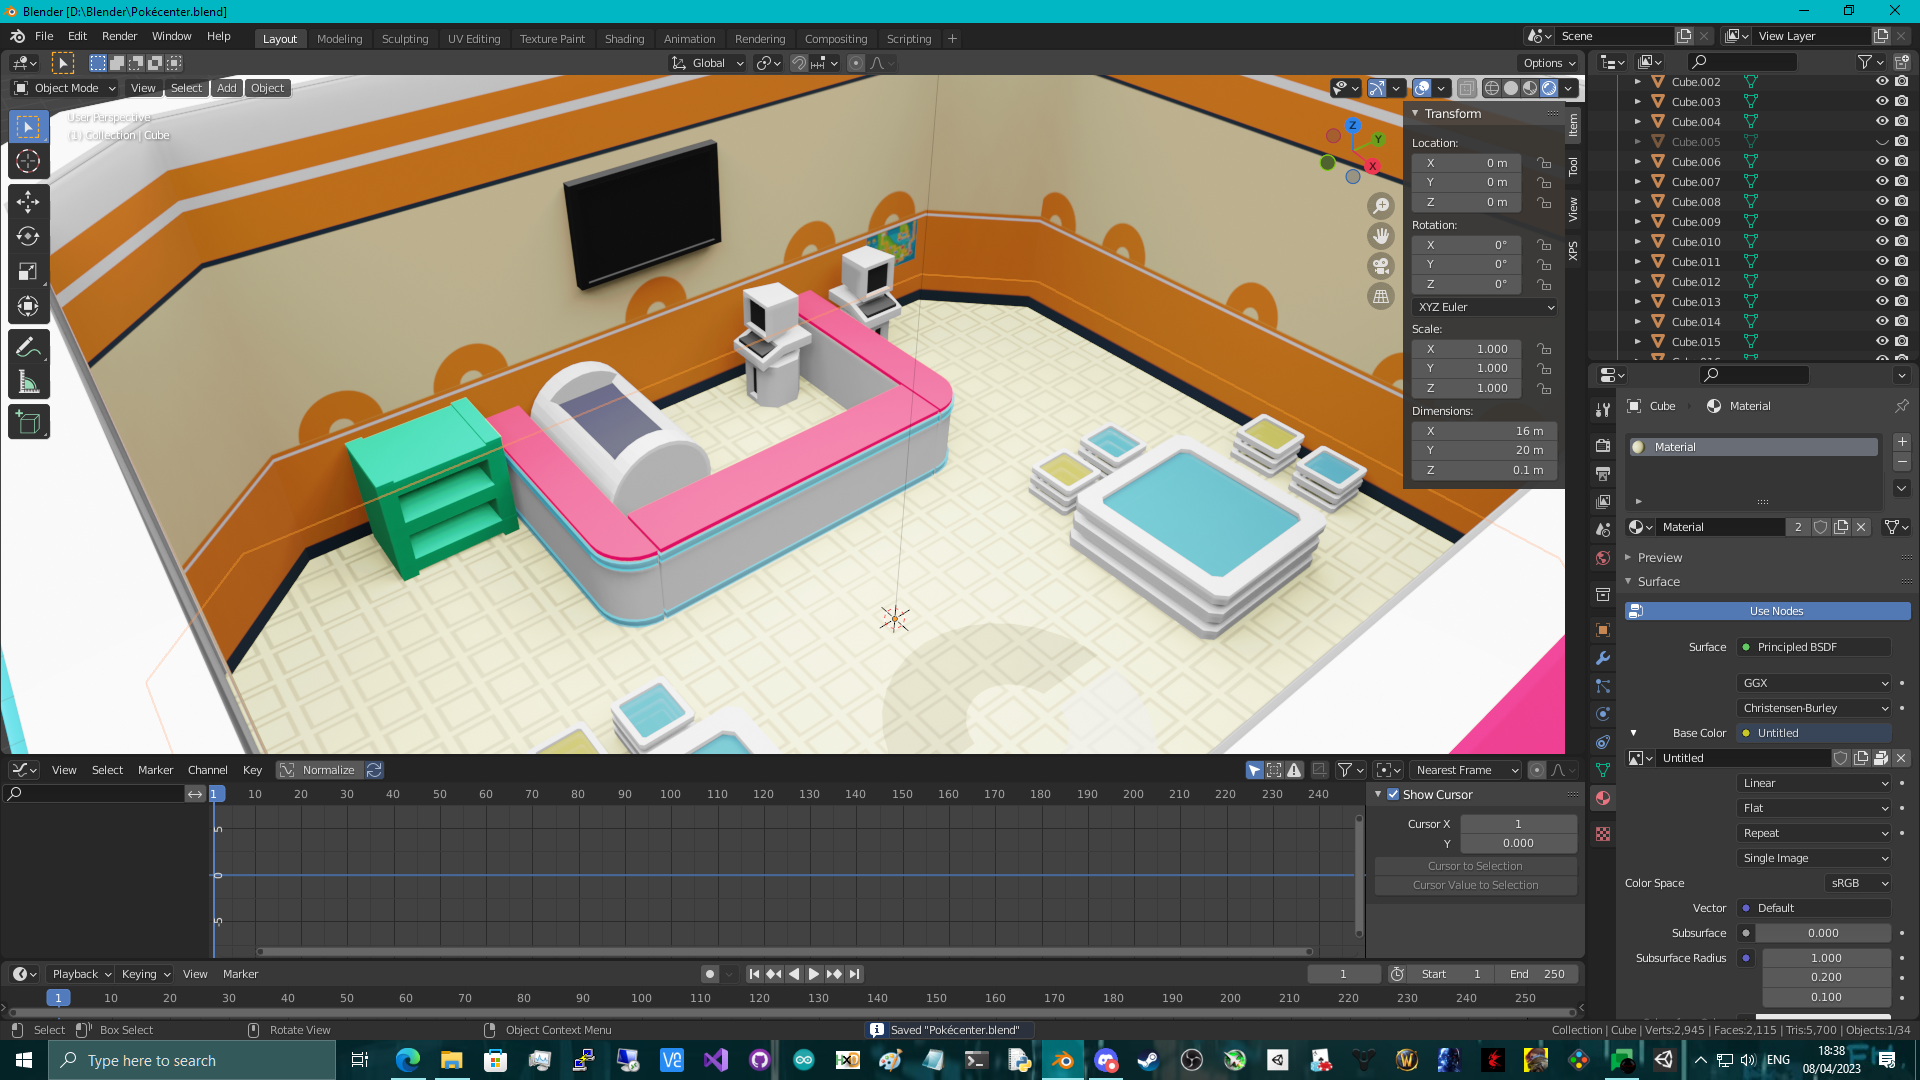 Blender [D:\Blender\Pokécenter.blend]
File Edit Render Window Help
Layout Modeling Sculpting UV Editing Texture Paint Shading Animation Rendering Compositing Scripting +
Scene
View Layer
Global
Options
Object Mode View Select Add Object
User Perspective
(1) Collection | Cube
Z
Y
X
Transform
Location:
X 0 m
Y 0 m
Z 0 m
Rotation:
X 0°
Y 0°
Z 0°
XYZ Euler
Scale:
X 1.000
Y 1.000
Z 1.000
Dimensions:
X 16 m
Y 20 m
Z 0.1 m
Item
Tool
View
XPS
Cube.002
Cube.003
Cube.004
Cube.005
Cube.006
Cube.007
Cube.008
Cube.009
Cube.010
Cube.011
Cube.012
Cube.013
Cube.014
Cube.015
Cube Material
Material
Material 2
Preview
Surface
Use Nodes
Surface Principled BSDF
GGX
Christensen-Burley
Base Color Untitled
Untitled
Linear
Flat
Repeat
Single Image
Color Space sRGB
Vector Default
Subsurface 0.000
Subsurface Radius 1.000
0.200
0.100
View Select Marker Channel Key Normalize
Nearest Frame
1 10 20 30 40 50 60 70 80 90 100 110 120 130 140 150 160 170 180 190 200 210 220 230 240
5
0
-5
Show Cursor
Cursor X 1
Y 0.000
Cursor to Selection
Cursor Value to Selection
Playback Keying View Marker
1 Start 1 End 250
1 10 20 30 40 50 60 70 80 90 100 110 120 130 140 150 160 170 180 190 200 210 220 230 240 250
Select Box Select Rotate View Object Context Menu
Saved "Pokécenter.blend"
Collection | Cube | Verts:2,945 | Faces:2,115 | Tris:5,700 | Objects:1/34
Type here to search
ENG
18:38
08/04/2023